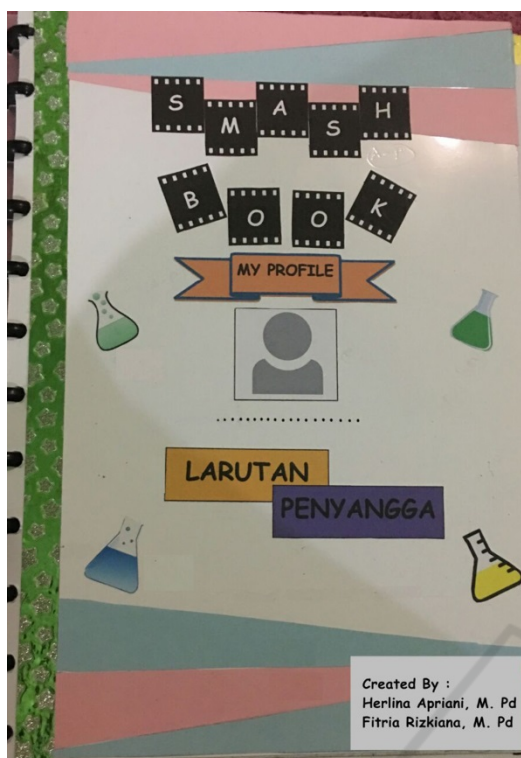 SMASH
BOOK
MY PROFILE
..................
LARUTAN
PENYANGGA
Created By :
Herlina Apriani, M. Pd
Fitria Rizkiana, M. Pd